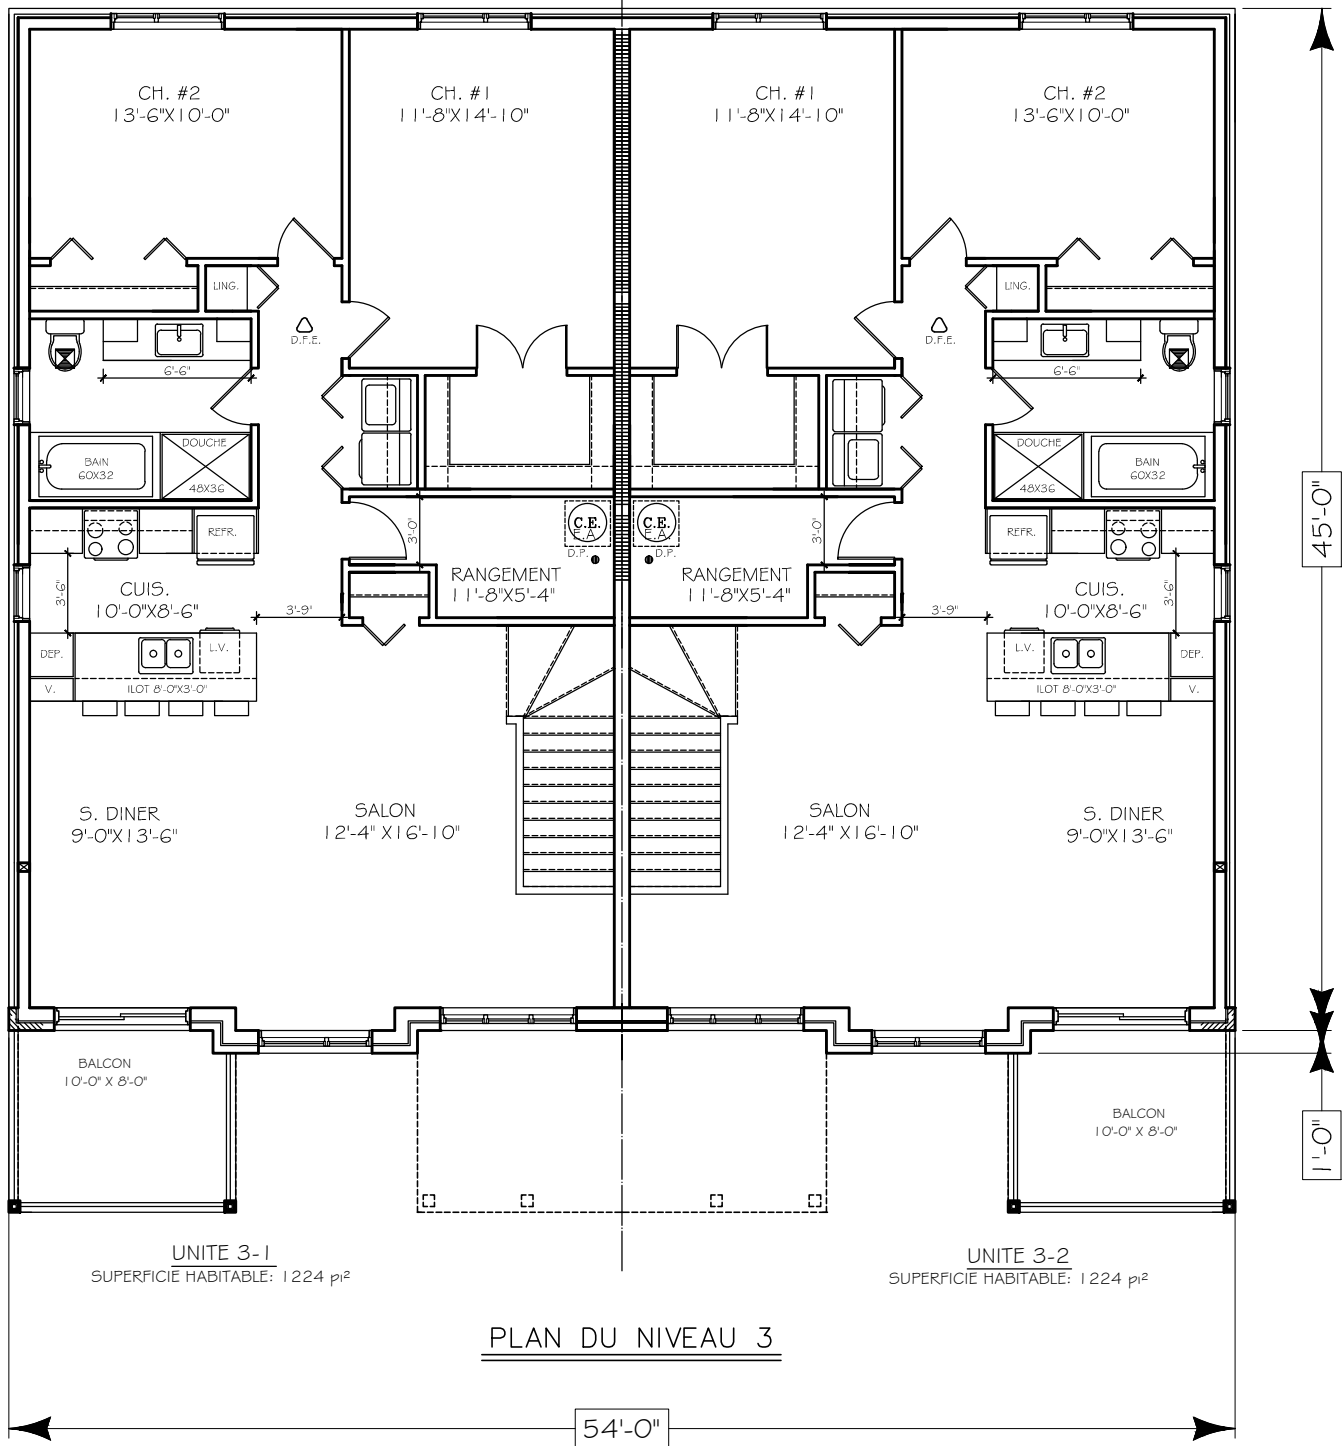 CH. #2
13'-6"X10'-0"
CH. #1
11'-8"X14'-10"
CH. #1
11'-8"X14'-10"
CH. #2
13'-6"X10'-0"
LING.
LING.
D.F.E.
D.F.E.
6'-6"
6'-6"
DOUCHE
48X36
BAIN
60X32
DOUCHE
48X36
BAIN
60X32
REFR.
3'-0"
C.E.
E.A
D.P.
C.E.
E.A
D.P.
3'-0"
REFR.
RANGEMENT
11'-8"X5'-4"
RANGEMENT
11'-8"X5'-4"
3'-6"
CUIS.
10'-0"X8'-6"
3'-9"
3'-9"
CUIS.
10'-0"X8'-6"
3'-6"
DEP.
V.
L.V.
ILOT 8'-0"X3'-0"
L.V.
ILOT 8'-0"X3'-0"
DEP.
V.
S. DINER
9'-0"X13'-6"
SALON
12'-4" X16'-10"
SALON
12'-4" X16'-10"
S. DINER
9'-0"X13'-6"
45'-0"
BALCON
10'-0" X 8'-0"
BALCON
10'-0" X 8'-0"
1'-0"
UNITE 3-1
SUPERFICIE HABITABLE: 1224 pi²
UNITE 3-2
SUPERFICIE HABITABLE: 1224 pi²
PLAN DU NIVEAU 3
54'-0"